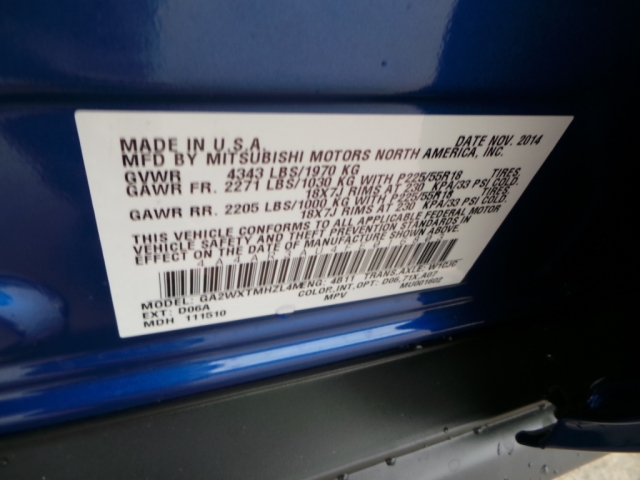 MADE IN U.S.A. DATE NOV. 2014
MFD BY MITSUBISHI MOTORS NORTH AMERICA, INC.
GVWR 4343 LBS/1970 KG
GAWR FR. 2271 LBS/1030 KG WITH P225/55R18 TIRES,
18X7J RIMS AT 230 KPA/33 PSI COLD.
GAWR RR. 2205 LBS/1000 KG WITH P225/55R18 TIRES,
18X7J RIMS AT 230 KPA/33 PSI COLD.
THIS VEHICLE CONFORMS TO ALL APPLICABLE FEDERAL MOTOR
VEHICLE SAFETY AND THEFT PREVENTION STANDARDS IN
EFFECT ON THE DATE OF MANUFACTURE SHOWN ABOVE.
MODEL: GA2WXTMHZL4M ENG: 4B11 TRANS,AXLE:
EXT: D06A COLOR,INT,OPT: D06,71X,A07
MDH 111510 MPV MU001602